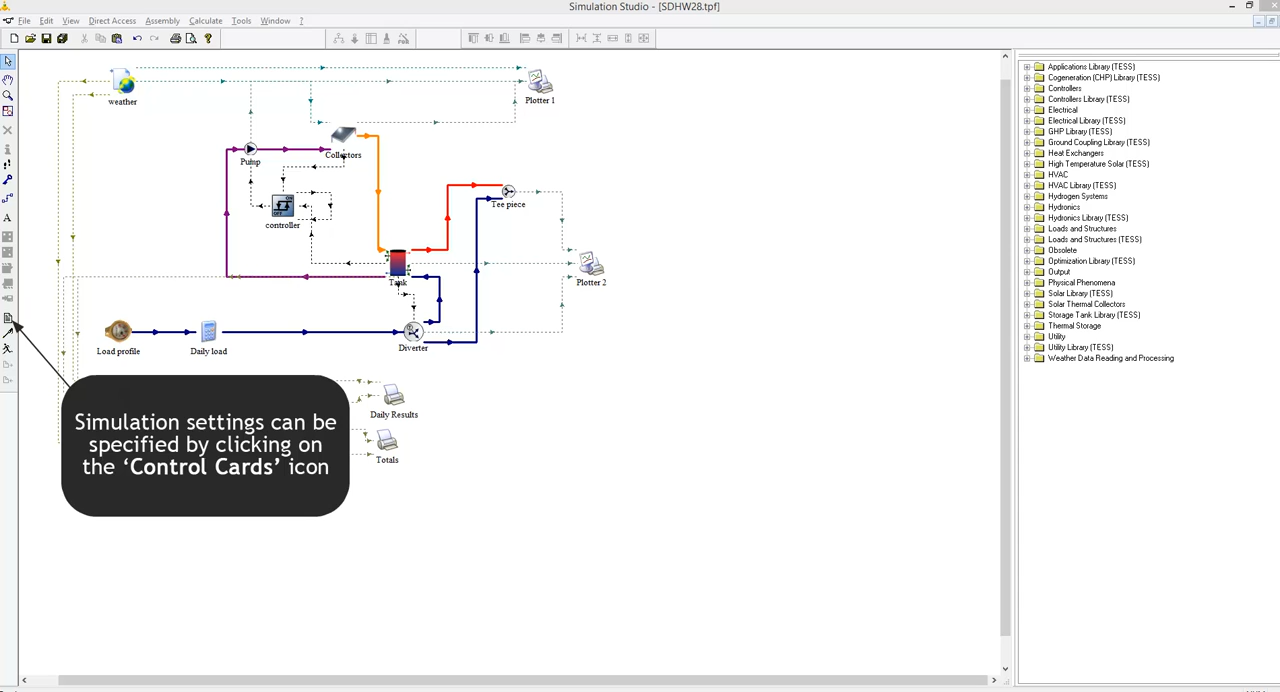 Simulation Studio - [SDHW28.tpf]
File Edit View Direct Access Assembly Calculate Tools Window ?
weather
Plotter 1
Pump
Collectors
controller
Tee piece
Tank
Plotter 2
Load profile
Daily load
Diverter
Daily Results
Totals
Simulation settings can be
specified by clicking on
the ‘Control Cards’ icon
Applications Library (TESS)
Cogeneration (CHP) Library (TESS)
Controllers
Controllers Library (TESS)
Electrical
Electrical Library (TESS)
GHP Library (TESS)
Ground Coupling Library (TESS)
Heat Exchangers
High Temperature Solar (TESS)
HVAC
HVAC Library (TESS)
Hydrogen Systems
Hydronics
Hydronics Library (TESS)
Loads and Structures
Loads and Structures (TESS)
Obsolete
Optimization Library (TESS)
Output
Physical Phenomena
Solar Library (TESS)
Solar Thermal Collectors
Storage Tank Library (TESS)
Thermal Storage
Utility
Utility Library (TESS)
Weather Data Reading and Processing